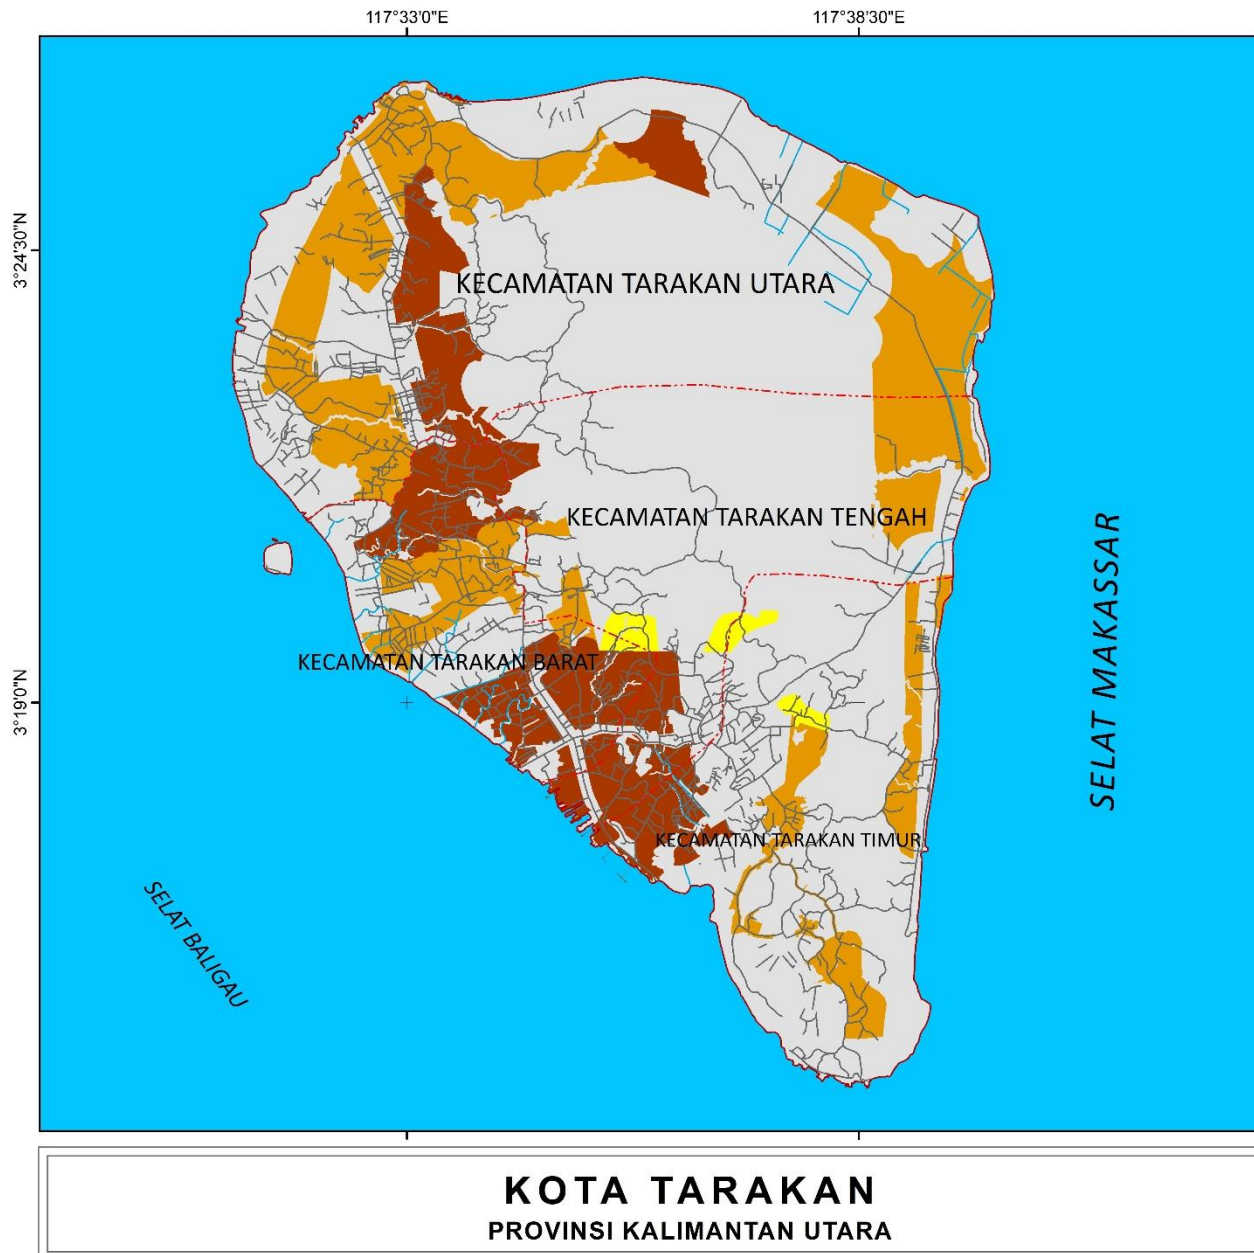 117°33'0"E
117°38'30"E
3°24'30"N
KECAMATAN TARAKAN UTARA
KECAMATAN TARAKAN TENGAH
SELAT MAKASSAR
KECAMATAN TARAKAN BARAT
3°19'0"N
KECAMATAN TARAKAN TIMUR
SELAT BALIGAU
KOTA TARAKAN
PROVINSI KALIMANTAN UTARA